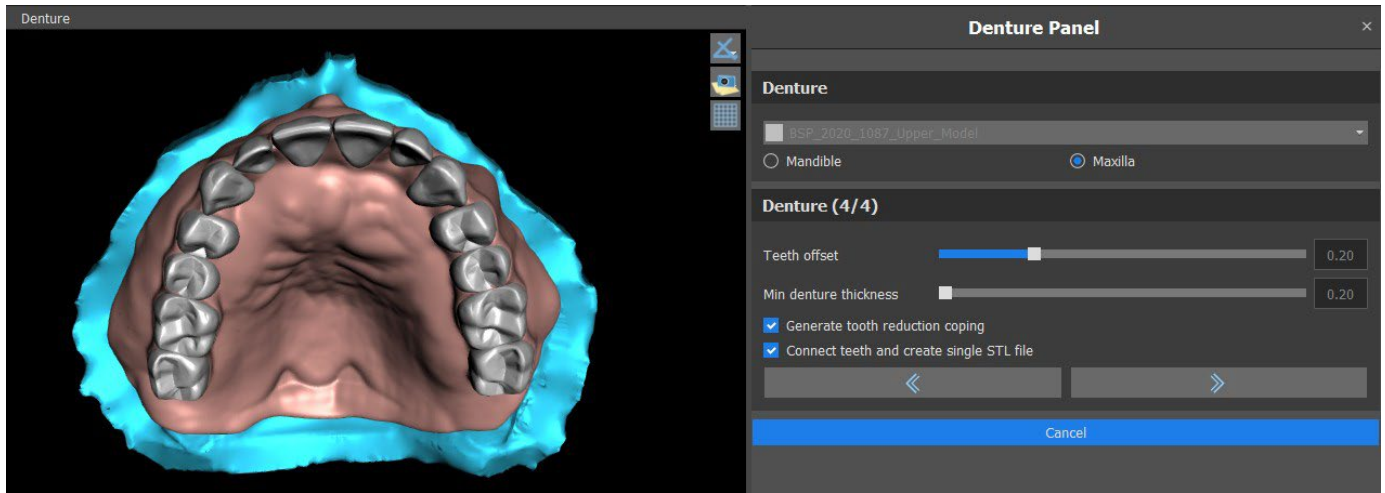 Denture
Denture Panel
×
Denture
BSP_2020_1087_Upper_Model
Mandible
Maxilla
Denture (4/4)
Teeth offset
0.20
Min denture thickness
0.20
Generate tooth reduction coping
Connect teeth and create single STL file
Cancel